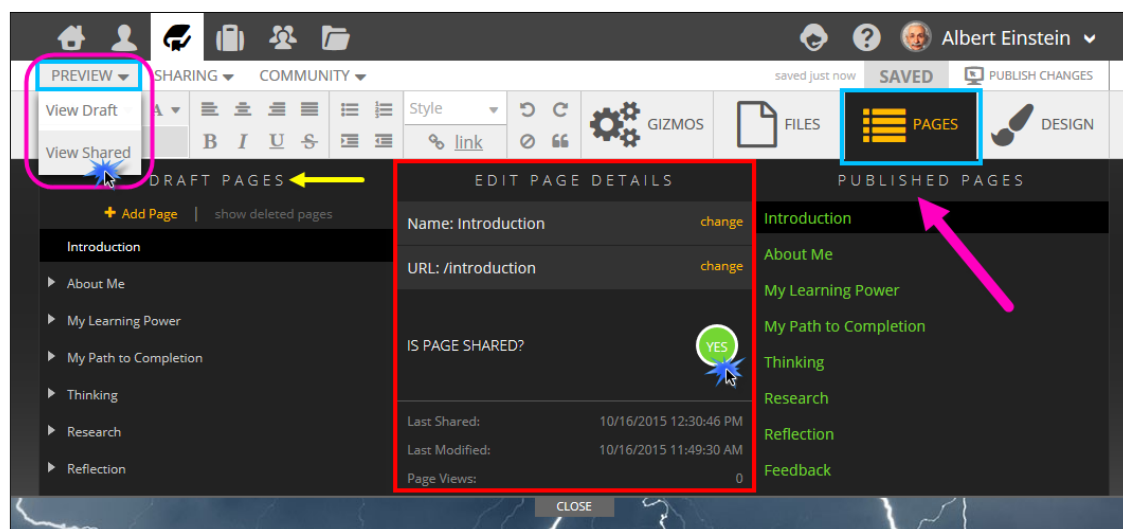 Albert Einstein
PREVIEW SHARING COMMUNITY saved just now SAVED PUBLISH CHANGES
View Draft A Style
B I U S link GIZMOS FILES PAGES DESIGN
View Shared
DRAFT PAGES
+ Add Page | show deleted pages
Introduction
About Me
My Learning Power
My Path to Completion
Thinking
Research
Reflection
EDIT PAGE DETAILS
Name: Introduction change
URL: /introduction change
IS PAGE SHARED? YES
Last Shared: 10/16/2015 12:30:46 PM
Last Modified: 10/16/2015 11:49:30 AM
Page Views: 0
PUBLISHED PAGES
Introduction
About Me
My Learning Power
My Path to Completion
Thinking
Research
Reflection
Feedback
CLOSE